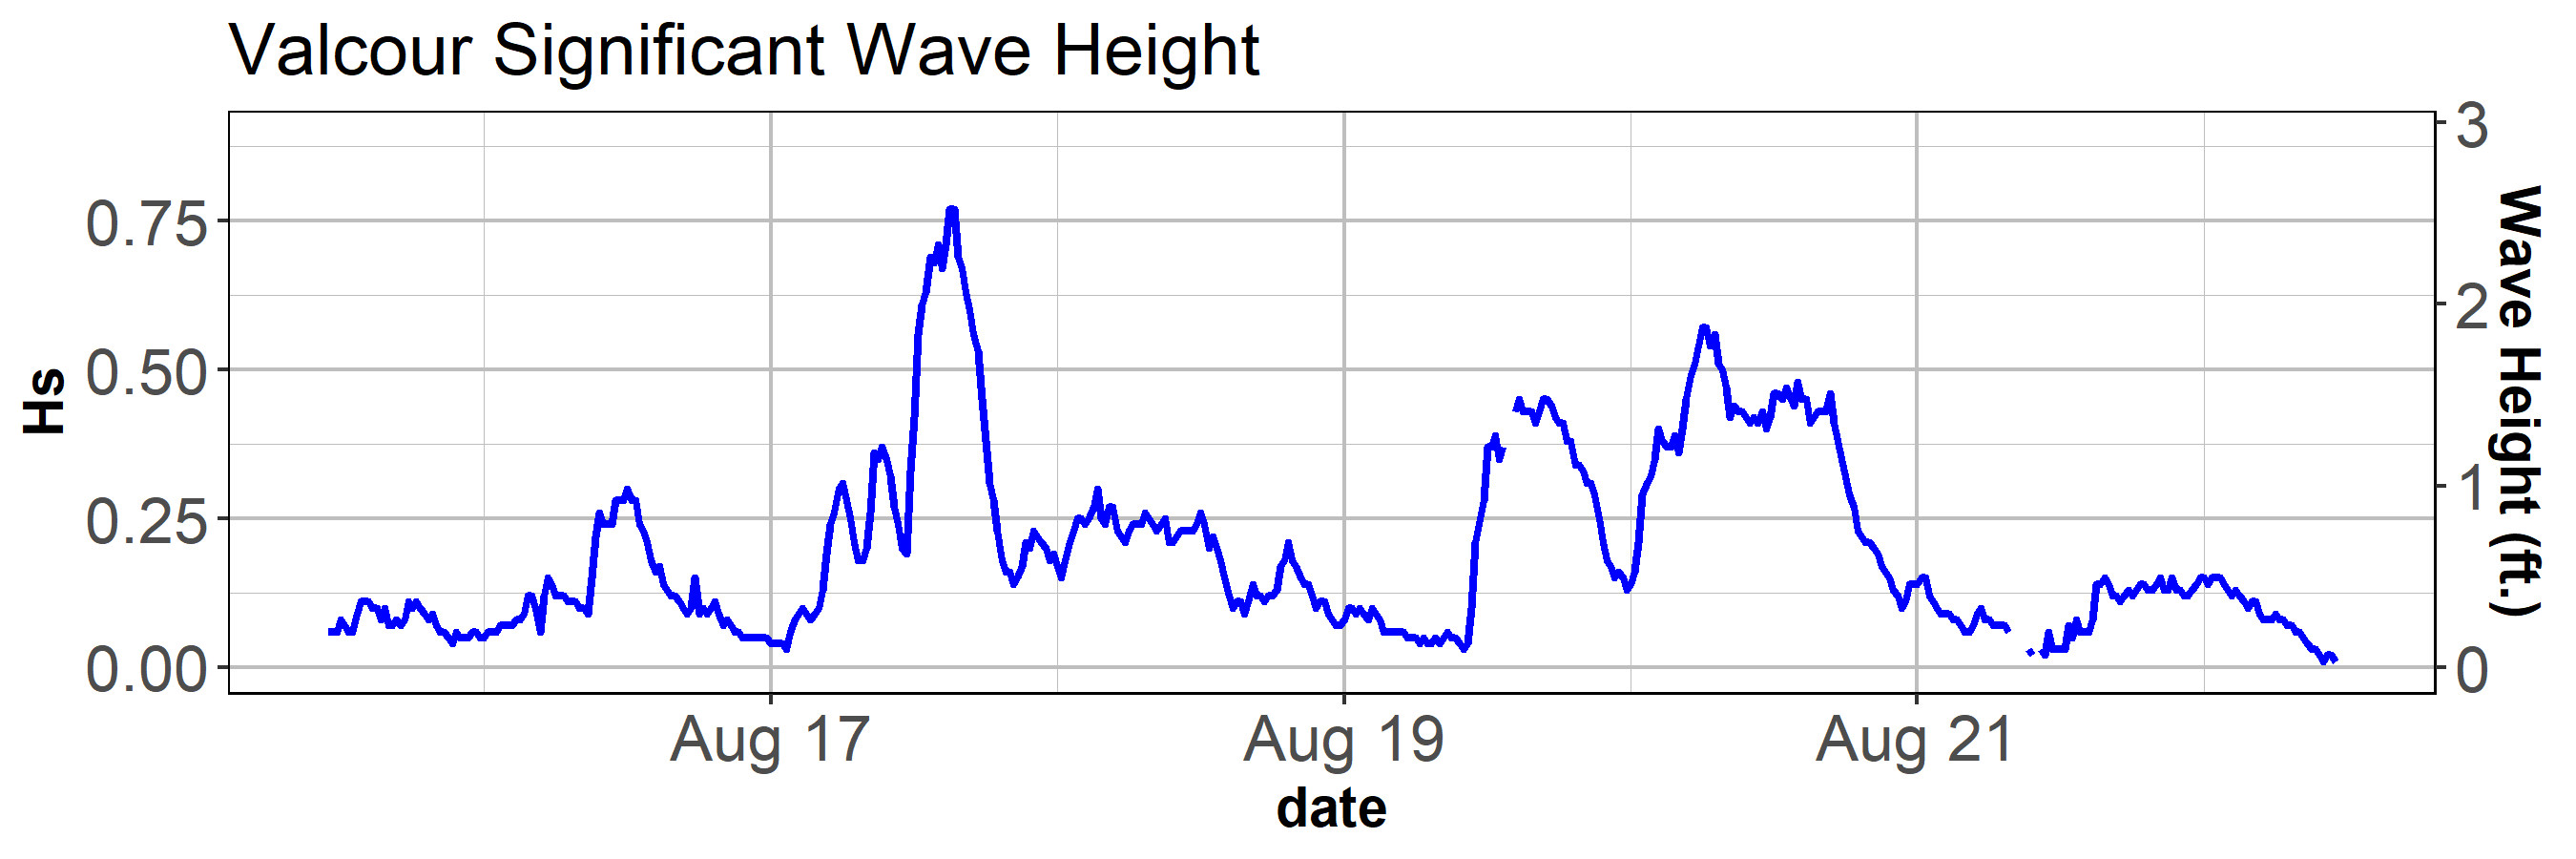 Valcour Significant Wave Height
3
0.75
2
0.50
1
0.25
0.00
0
Hs
Wave Height (ft.)
Aug 17
Aug 19
Aug 21
date